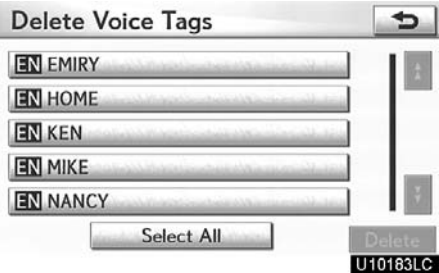 Delete Voice Tags
EN EMIRY
EN HOME
EN KEN
EN MIKE
EN NANCY
Select All
Delete
U10183LC